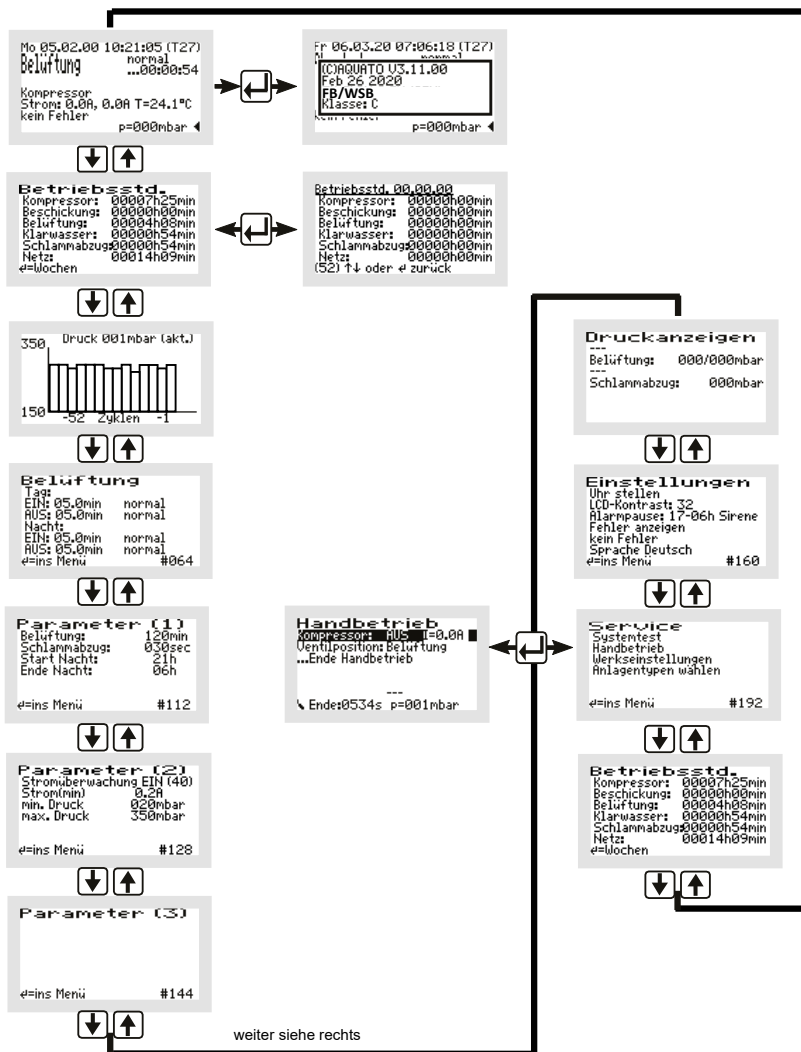 Mo 05.02.00 10:21:05 (T27)
Belüftung normal
...00:00:54
Kompressor
Strom: 0.0A, 0.0A T=24.1°C
kein Fehler
p=000mbar
Fr 06.03.20 07:06:18 (T27)
normal
(C)AQUATO V3.11.00
Feb 26 2020
FB/WSB
Klasse: C
kein Fehler
p=000mbar
Betriebsstd.
Kompressor: 00007h25min
Beschickung: 00000h00min
Belüftung: 00004h08min
Klarwasser: 00000h54min
Schlammabzug:00000h54min
Netz: 00014h09min
↵=Wochen
Betriebsstd. 00.00.00
Kompressor: 00000h00min
Beschickung: 00000h00min
Belüftung: 00000h00min
Klarwasser: 00000h00min
Schlammabzug:00000h00min
Netz: 00000h00min
(52) ↑↓ oder ↵ zurück
Druck 001mbar (akt.)
350
150
-52 Zyklen -1
Belüftung
Tag:
EIN: 05.0min normal
AUS: 05.0min normal
Nacht:
EIN: 05.0min normal
AUS: 05.0min normal
↵=ins Menü #064
Parameter (1)
Belüftung: 120min
Schlammabzug: 030sec
Start Nacht: 21h
Ende Nacht: 06h
↵=ins Menü #112
Parameter (2)
Stromüberwachung EIN (40)
Strom(min) 0.2A
min. Druck 020mbar
max. Druck 350mbar
↵=ins Menü #128
Parameter (3)
↵=ins Menü #144
weiter siehe rechts
Handbetrieb
Kompressor: AUS I=0.0A
Ventilposition: Belüftung
...Ende Handbetrieb
---
Ende:0534s p=001mbar
Druckanzeigen
---
Belüftung: 000/000mbar
---
Schlammabzug: 000mbar
Einstellungen
Uhr stellen
LCD-Kontrast: 32
Alarmpause: 17-06h Sirene
Fehler anzeigen
kein Fehler
Sprache Deutsch
↵=ins Menü #160
Service
Systemtest
Handbetrieb
Werkseinstellungen
Anlagentypen wählen
↵=ins Menü #192
Betriebsstd.
Kompressor: 00007h25min
Beschickung: 00000h00min
Belüftung: 00004h08min
Klarwasser: 00000h54min
Schlammabzug:00000h54min
Netz: 00014h09min
↵=Wochen